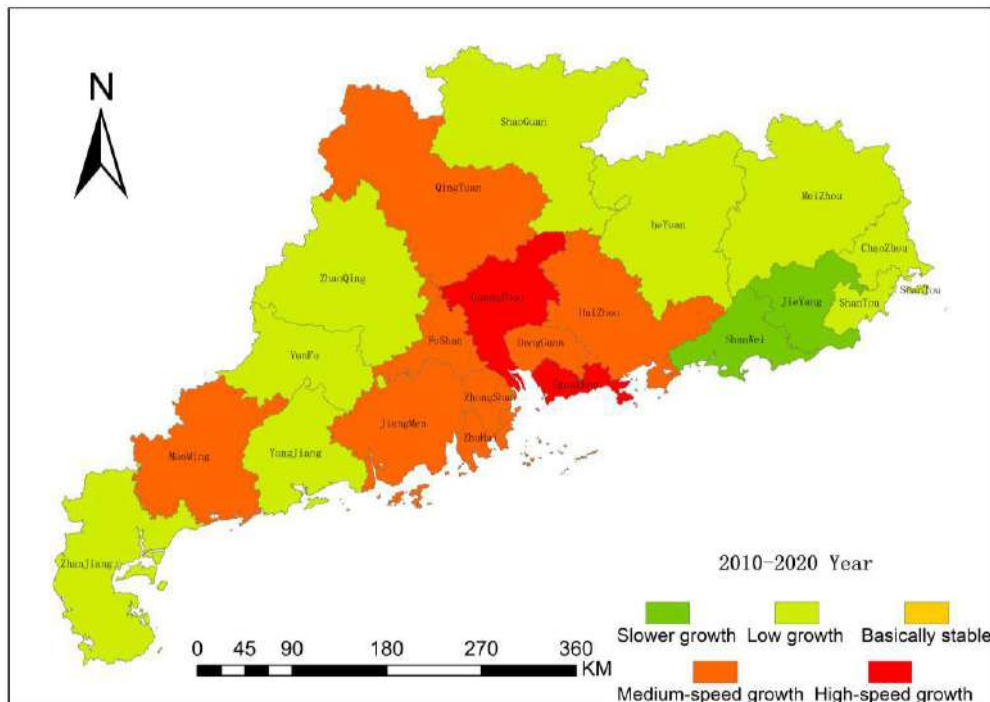 N
ShaoGuan
QingYuan
MeiZhou
heYuan
ChaoZhou
ZhaoQing
ShanTou
JieYang
ShanTou
GuangZhou
HuiZhou
FoShan
DongGuan
ShanWei
YunFu
ZhongShan
JiangMen
ZhuHai
MaoMing
YangJiang
ZhanJiang
2010-2020 Year
Slower growth Low growth Basically stable
Medium-speed growth High-speed growth
0 45 90 180 270 360
KM